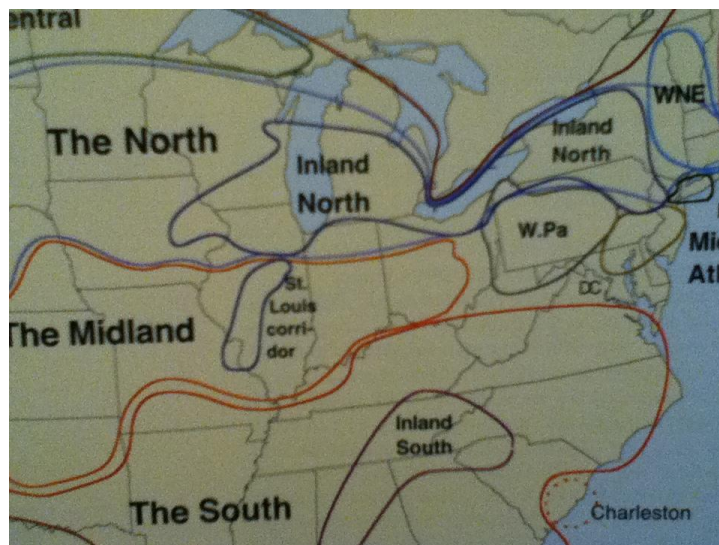 entral
WNE
The North
Inland
North
Inland
North
W.Pa
Mi
Atl
DC
St.
Louis
corri-
dor
The Midland
Inland
South
The South
Charleston